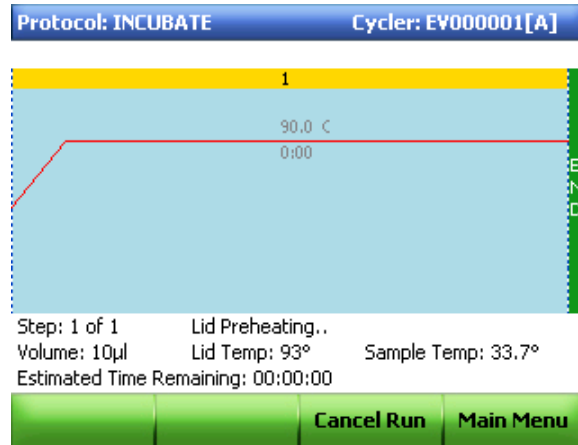 Protocol: INCUBATE Cycler: EV000001[A]
1
90.0 C
0:00
END
Step: 1 of 1 Lid Preheating..
Volume: 10µl Lid Temp: 93° Sample Temp: 33.7°
Estimated Time Remaining: 00:00:00
Cancel Run Main Menu